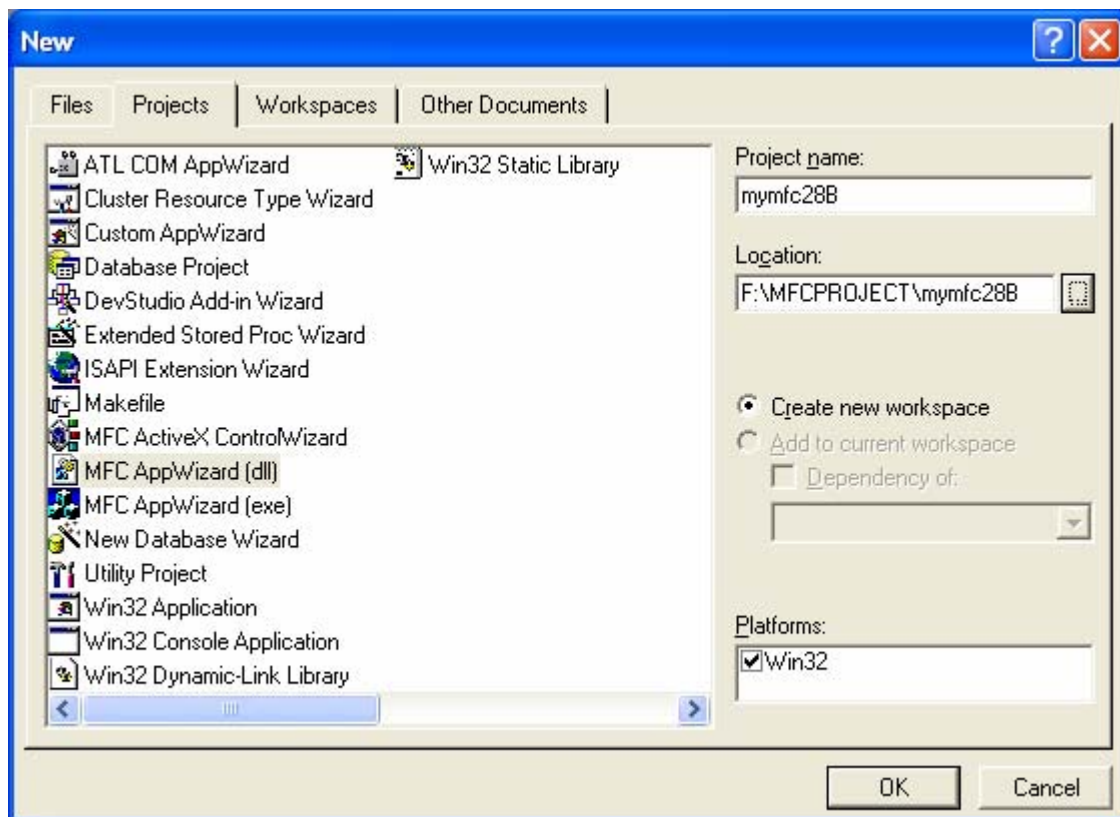 New
Files Projects Workspaces Other Documents
ATL COM AppWizard
Cluster Resource Type Wizard
Custom AppWizard
Database Project
DevStudio Add-in Wizard
Extended Stored Proc Wizard
ISAPI Extension Wizard
Makefile
MFC ActiveX ControlWizard
MFC AppWizard (dll)
MFC AppWizard (exe)
New Database Wizard
Utility Project
Win32 Application
Win32 Console Application
Win32 Dynamic-Link Library
Win32 Static Library
Project name:
mymfc28B
Location:
F:\MFCPROJECT\mymfc28B
Create new workspace
Add to current workspace
Dependency of:
Platforms:
Win32
OK Cancel